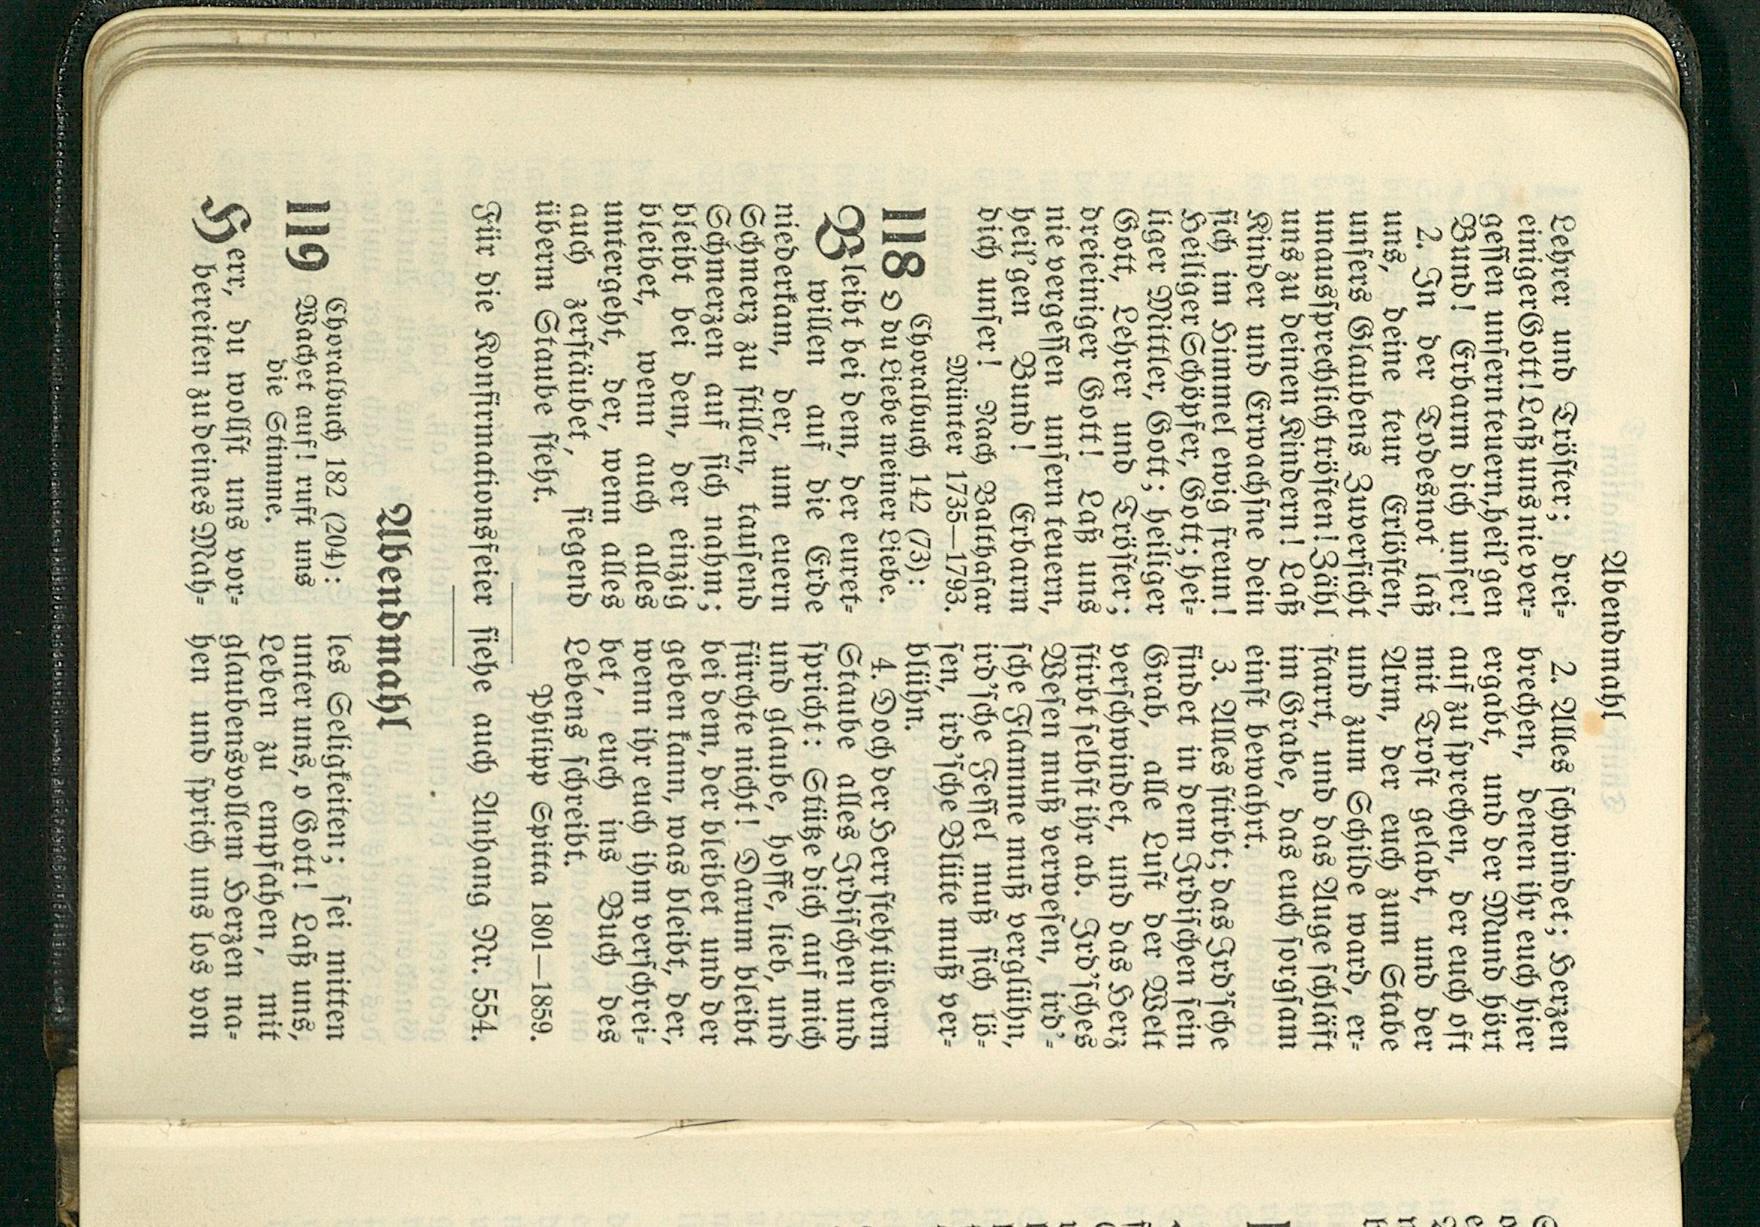 Abendmahl
Lehrer und Tröster; drei-
einiger Gott! Laß uns nie ver-
gessen unsern teuern, heil'gen
Bund! Erbarm dich unser!
2. In der Todesnot laß
uns, deine teur Erlösten,
unsers Glaubens Zuversicht
unaussprechlich trösten! Zähl
uns zu deinen Kindern! Laß
Kinder und Erwachsne dein
sich im Himmel ewig freun!
Heiliger Schöpfer, Gott; hei-
liger Mittler, Gott; heiliger
Gott, Lehrer und Tröster;
dreieiniger Gott! Laß uns
nie vergessen unsern teuern,
heil'gen Bund! Erbarm
dich unser! Nach Balthasar
Münter 1735—1793.
118 Choralbuch 142 (73):
O du Liebe meiner Liebe.
Bleibt bei dem, der euret-
willen auf die Erde
niederkam, der, um euern
Schmerz zu stillen, tausend
Schmerzen auf sich nahm;
bleibt bei dem, der einzig
bleibet, wenn auch alles
untergeht, der, wenn alles
auch zerstäubet, siegend
überm Staube steht.
2. Alles schwindet; Herzen
brechen, denen ihr euch hier
ergabt, und der Mund hört
auf zu sprechen, der euch oft
mit Trost gelabt, und der
Arm, der euch zum Stabe
und zum Schilde ward, er-
starrt, und das Auge schläft
im Grabe, das euch sorgsam
einst bewahrt.
3. Alles stirbt; das Ird'sche
findet in dem Irdischen sein
Grab, alle Lust der Welt
verschwindet, und das Herz
stirbt selbst ihr ab. Ird'sches
Wesen muß verwesen, ird'-
sche Flamme muß verglühn,
ird'sche Fessel muß sich lö-
sen, ird'sche Blüte muß ver-
blühn.
4. Doch der Herr steht überm
Staube alles Irdischen und
spricht: Stütze dich auf mich
und glaube, hoffe, lieb, und
fürchte nicht! Darum bleibt
bei dem, der bleibet und der
geben kann, was bleibt, der,
wenn ihr euch ihm verschrei-
bet, euch ins Buch des
Lebens schreibt.
Philipp Spitta 1801—1859.
Für die Konfirmationsfeier siehe auch Anhang Nr. 554.
Abendmahl
119 Choralbuch 182 (204):
Wachet auf! ruft uns
die Stimme.
Herr, du wollst uns vor-
bereiten zu deines Mah-
les Seligkeiten; sei mitten
unter uns, o Gott! Laß uns,
Leben zu empfahen, mit
glaubensvollem Herzen na-
hen und sprich uns los von